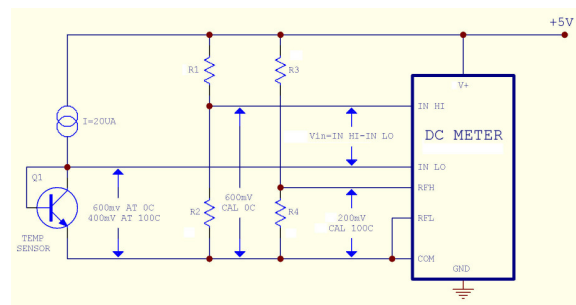 +5V
R1
R3
V+
I=20UA
IN HI
Vin=IN HI-IN LO
DC METER
IN LO
Q1
RFH
600mV AT 0C
400mV AT 100C
600mV
CAL 0C
R2
R4
200mV
CAL 100C
RFL
TEMP
SENSOR
COM
GND